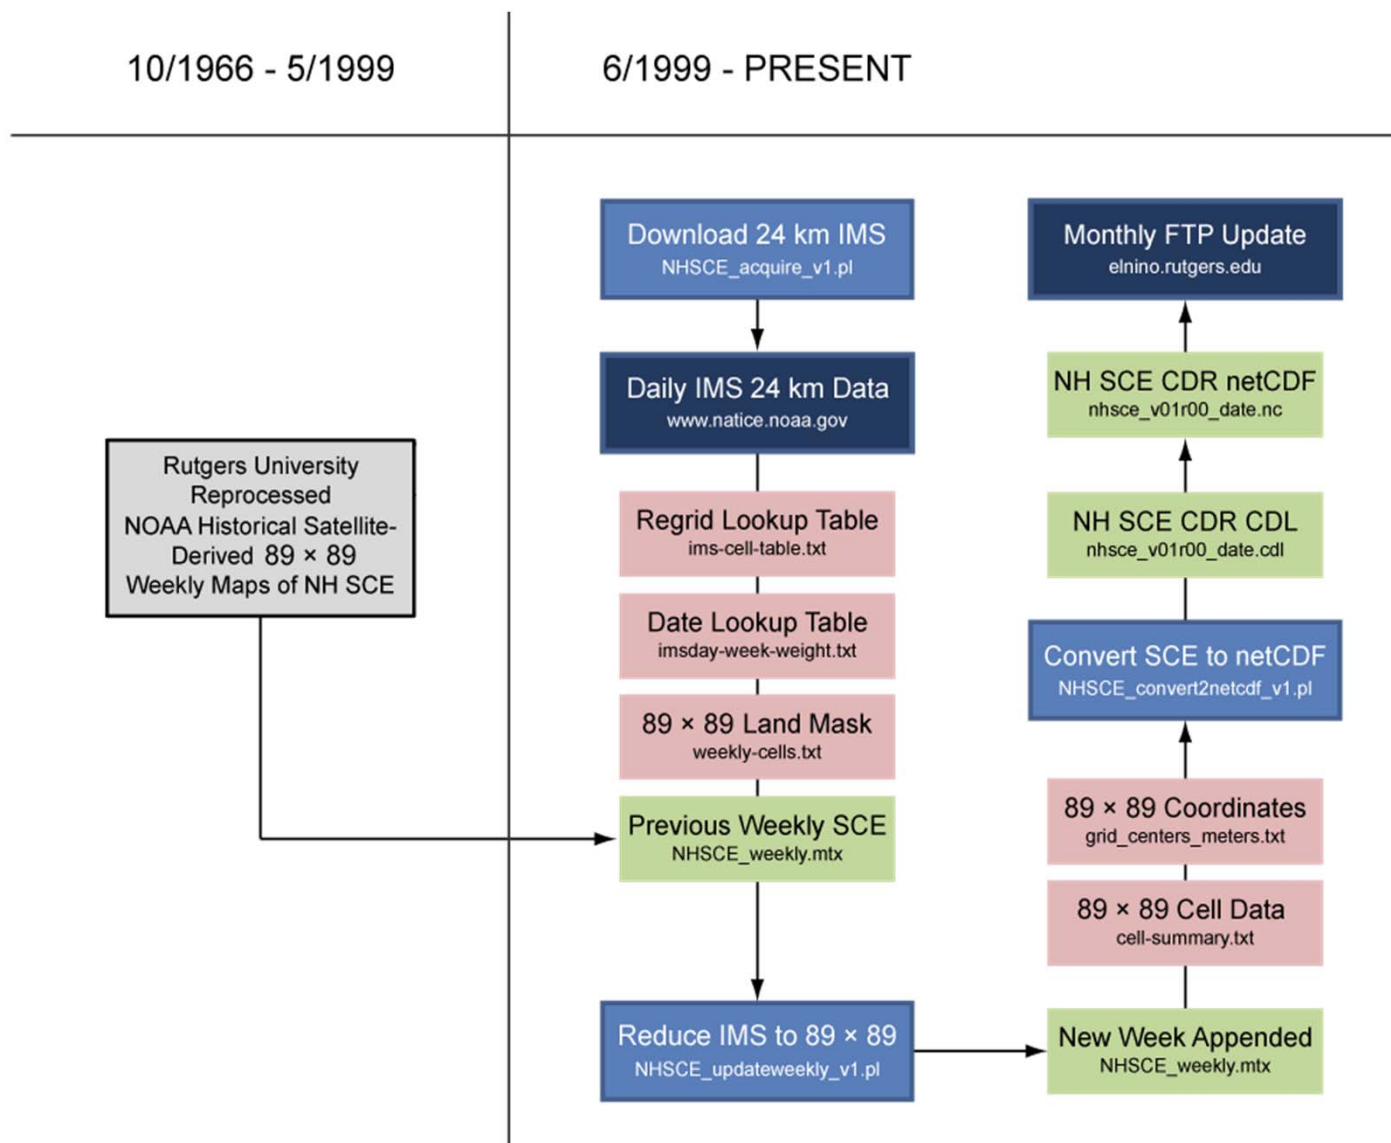 10/1966 - 5/1999
6/1999 - PRESENT
Rutgers University
Reprocessed
NOAA Historical Satellite-
Derived 89 × 89
Weekly Maps of NH SCE
Download 24 km IMS
NHSCE_acquire_v1.pl
Daily IMS 24 km Data
www.natice.noaa.gov
Regrid Lookup Table
ims-cell-table.txt
Date Lookup Table
imsday-week-weight.txt
89 × 89 Land Mask
weekly-cells.txt
Previous Weekly SCE
NHSCE_weekly.mtx
Reduce IMS to 89 × 89
NHSCE_updateweekly_v1.pl
Monthly FTP Update
elnino.rutgers.edu
NH SCE CDR netCDF
nhsce_v01r00_date.nc
NH SCE CDR CDL
nhsce_v01r00_date.cdl
Convert SCE to netCDF
NHSCE_convert2netcdf_v1.pl
89 × 89 Coordinates
grid_centers_meters.txt
89 × 89 Cell Data
cell-summary.txt
New Week Appended
NHSCE_weekly.mtx